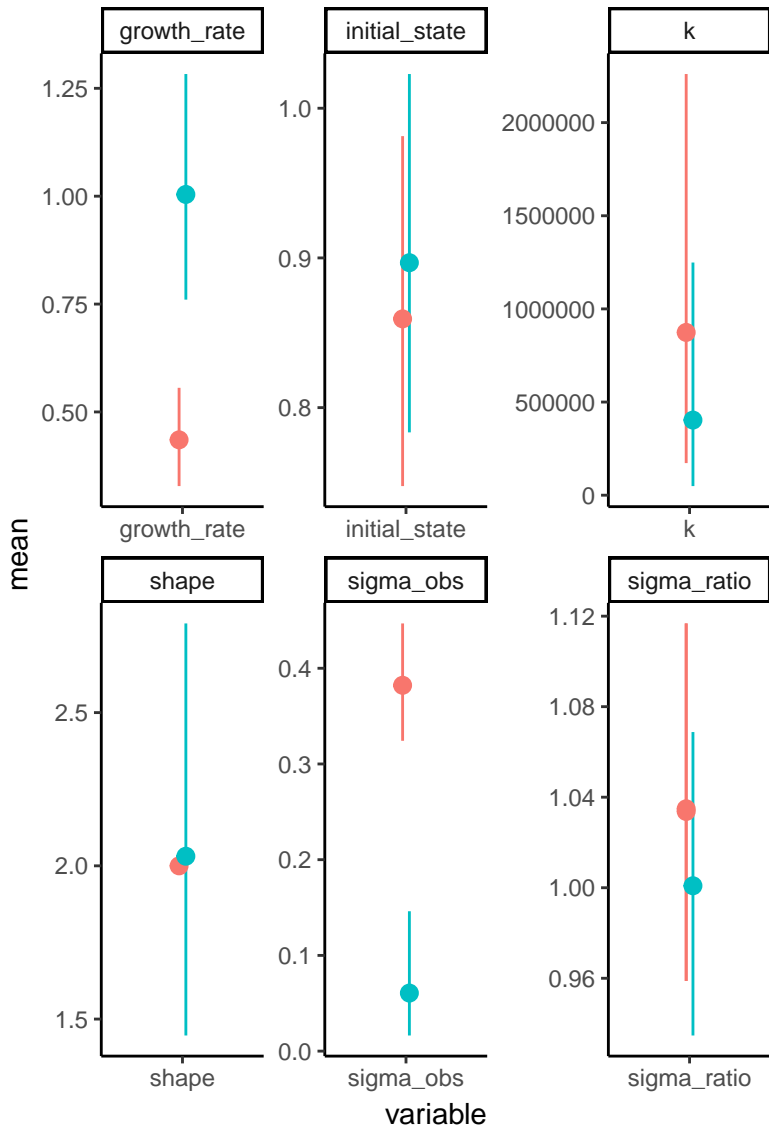 growth_rate
initial_state
k
1.25
1.00
0.75
0.50
1.0
0.9
0.8
2000000
1500000
1000000
500000
0
growth_rate
initial_state
k
mean
shape
sigma_obs
sigma_ratio
2.5
2.0
1.5
0.4
0.3
0.2
0.1
0.0
1.12
1.08
1.04
1.00
0.96
shape
sigma_obs
sigma_ratio
variable